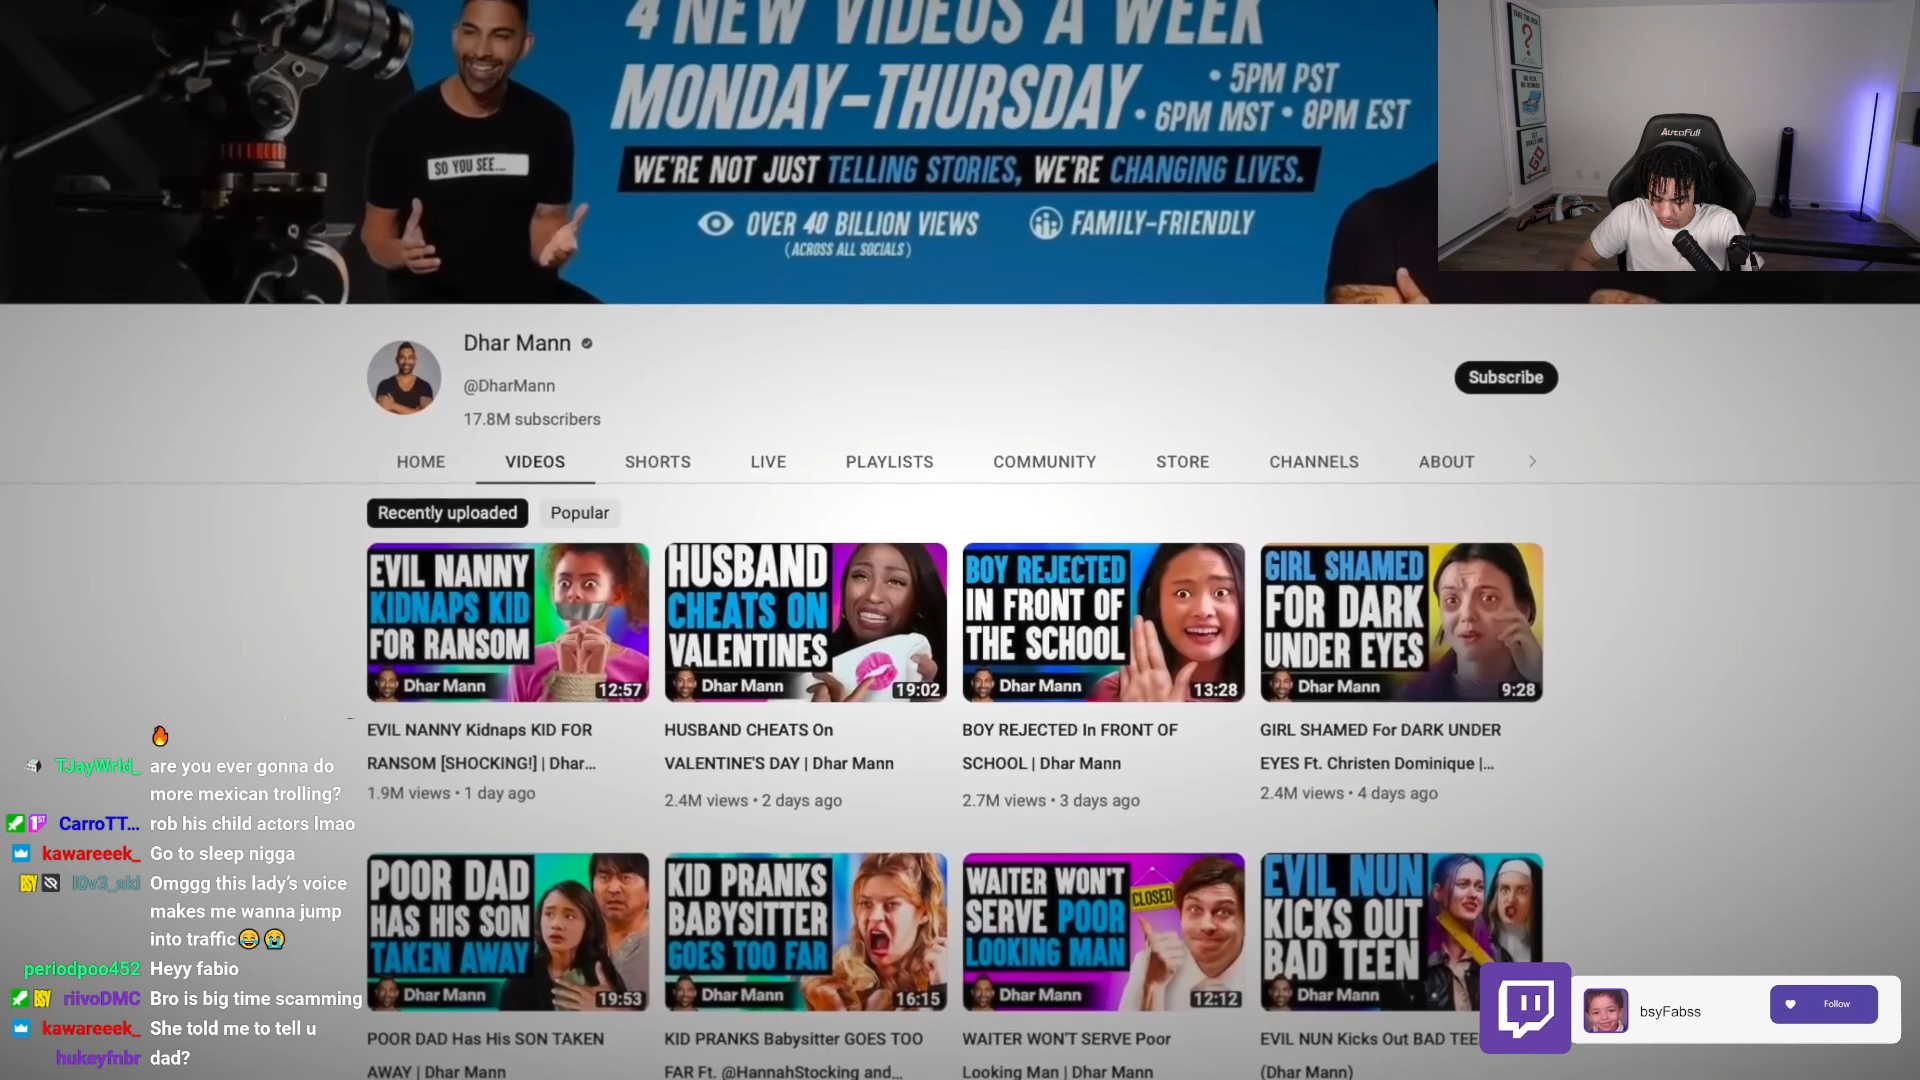 4 NEW VIDEOS A WEEK
MONDAY-THURSDAY
• 5PM PST
• 6PM MST • 8PM EST
SO YOU SEE...
WE'RE NOT JUST TELLING STORIES, WE'RE CHANGING LIVES.
OVER 40 BILLION VIEWS
(ACROSS ALL SOCIALS)
FAMILY-FRIENDLY
AutoFull
GO
Dhar Mann
@DharMann
17.8M subscribers
Subscribe
HOME VIDEOS SHORTS LIVE PLAYLISTS COMMUNITY STORE CHANNELS ABOUT
Recently uploaded Popular
EVIL NANNY
KIDNAPS KID
FOR RANSOM
Dhar Mann
12:57
HUSBAND
CHEATS ON
VALENTINES
Dhar Mann
19:02
BOY REJECTED
IN FRONT OF
THE SCHOOL
Dhar Mann
13:28
GIRL SHAMED
FOR DARK
UNDER EYES
Dhar Mann
9:28
EVIL NANNY Kidnaps KID FOR
RANSOM [SHOCKING!] | Dhar...
1.9M views • 1 day ago
HUSBAND CHEATS On
VALENTINE'S DAY | Dhar Mann
2.4M views • 2 days ago
BOY REJECTED In FRONT OF
SCHOOL | Dhar Mann
2.7M views • 3 days ago
GIRL SHAMED For DARK UNDER
EYES Ft. Christen Dominique |...
2.4M views • 4 days ago
POOR DAD
HAS HIS SON
TAKEN AWAY
Dhar Mann
19:53
KID PRANKS
BABYSITTER
GOES TOO FAR
Dhar Mann
16:15
WAITER WON'T
SERVE POOR
LOOKING MAN
CLOSED
Dhar Mann
12:12
EVIL NUN
KICKS OUT
BAD TEEN
Dhar Mann
POOR DAD Has His SON TAKEN
AWAY | Dhar Mann
KID PRANKS Babysitter GOES TOO
FAR Ft. @HannahStocking and...
WAITER WON'T SERVE Poor
Looking Man | Dhar Mann
EVIL NUN Kicks Out BAD TEE
(Dhar Mann)
TJayWrld_ are you ever gonna do
more mexican trolling?
CarroTT... rob his child actors lmao
kawareeek_ Go to sleep nigga
l0v3_ski Omggg this lady's voice
makes me wanna jump
into traffic😂😭
periodpoo452 Heyy fabio
riivoDMC Bro is big time scamming
kawareeek_ She told me to tell u
hukeyfnbr dad?
bsyFabss
Follow